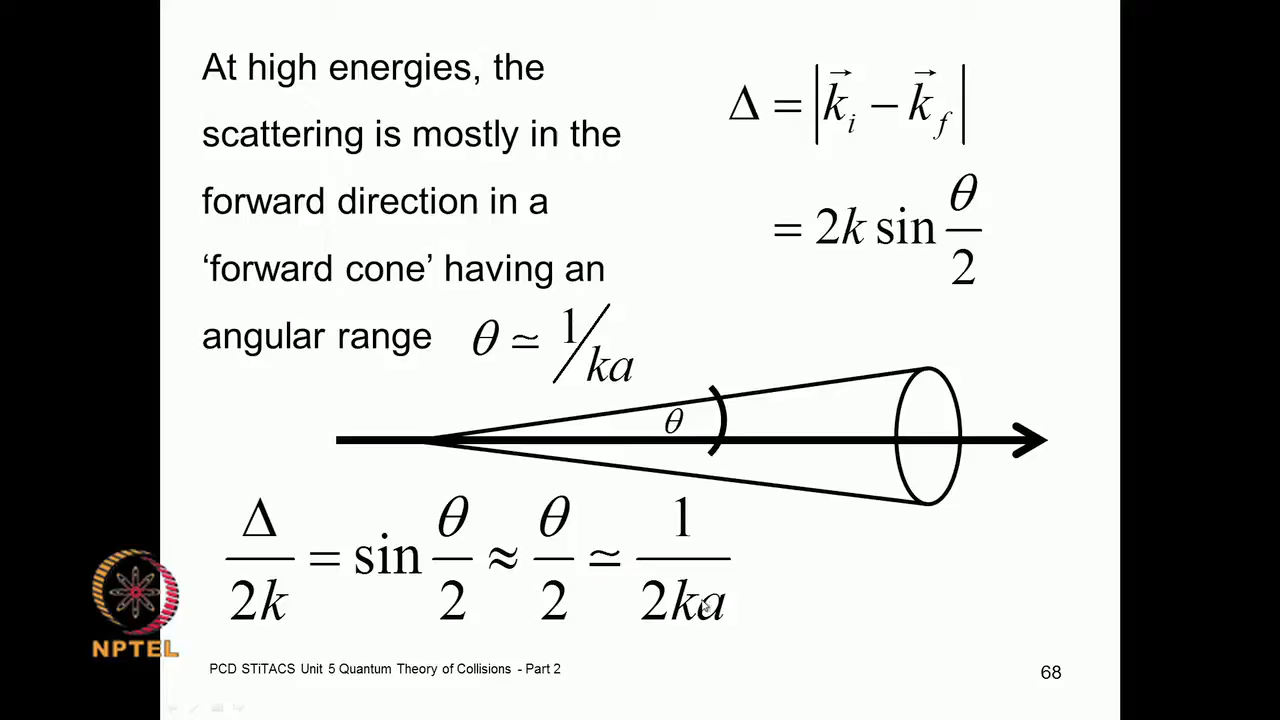 At high energies, the
scattering is mostly in the
forward direction in a
‘forward cone’ having an
angular range θ ≃ 1/ka
Δ = |k⃗ᵢ − k⃗_f|
= 2k sin θ/2
θ
Δ/2k = sin θ/2 ≈ θ/2 ≃ 1/2ka
NPTEL
PCD STiTACS Unit 5 Quantum Theory of Collisions - Part 2
68